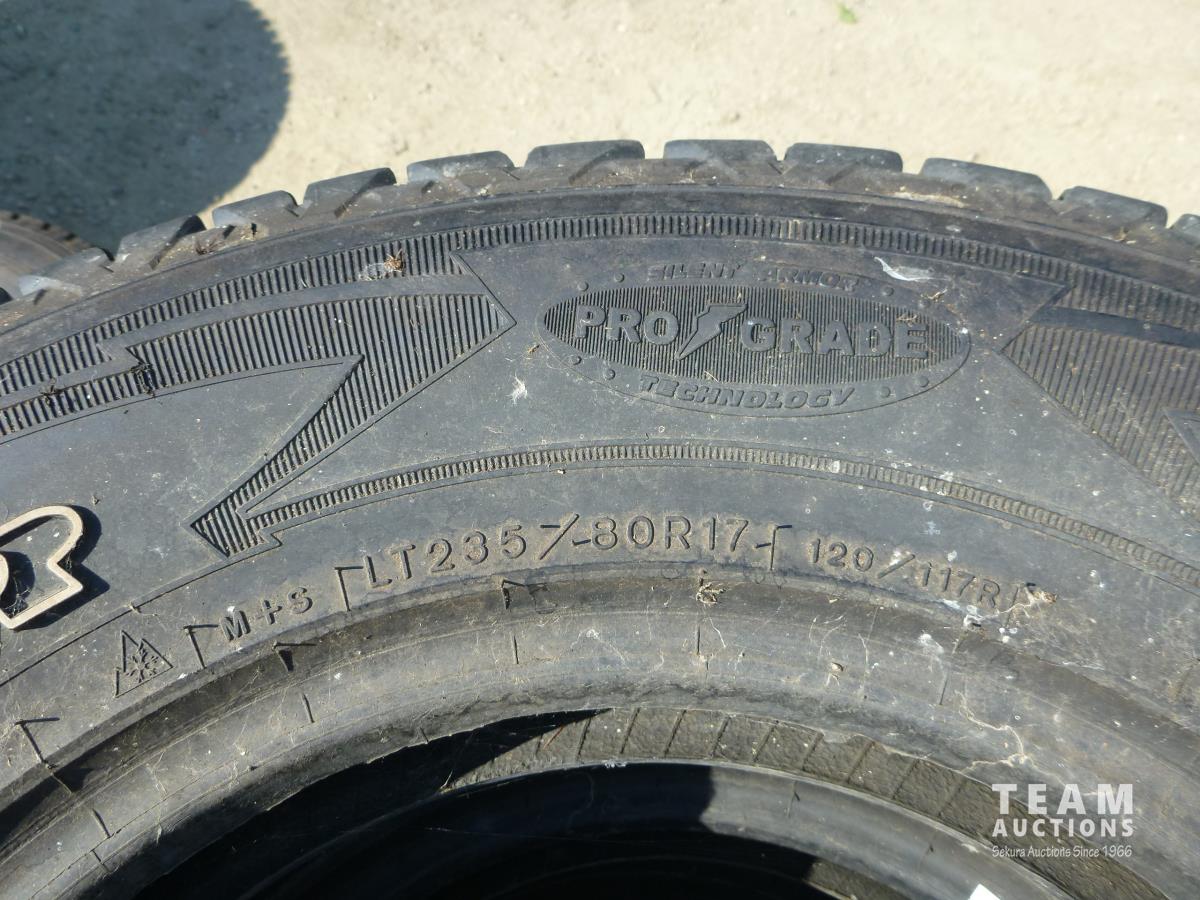 SILENT ARMOR
PRO GRADE
TECHNOLOGY
M+S
LT235/80R17
120/117R
TEAM
AUCTIONS
Sekura Auctions Since 1966